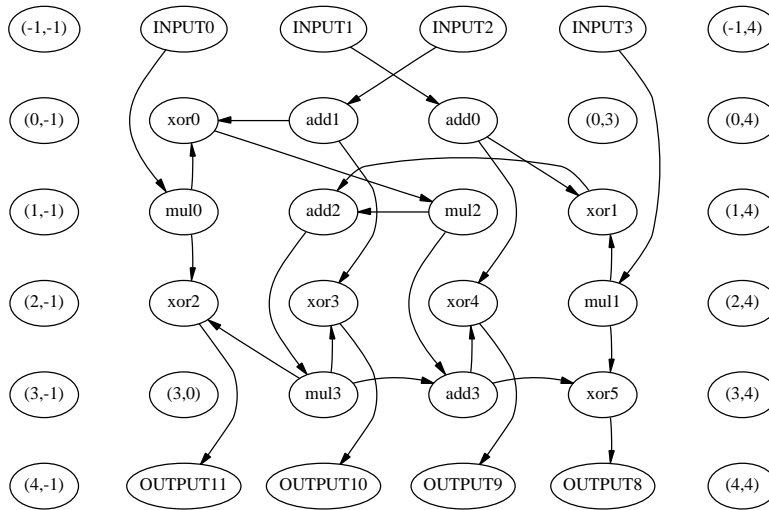 (-1,-1) INPUT0 INPUT1 INPUT2 INPUT3 (-1,4)
(0,-1) xor0 add1 add0 (0,3) (0,4)
(1,-1) mul0 add2 mul2 xor1 (1,4)
(2,-1) xor2 xor3 xor4 mul1 (2,4)
(3,-1) (3,0) mul3 add3 xor5 (3,4)
(4,-1) OUTPUT11 OUTPUT10 OUTPUT9 OUTPUT8 (4,4)